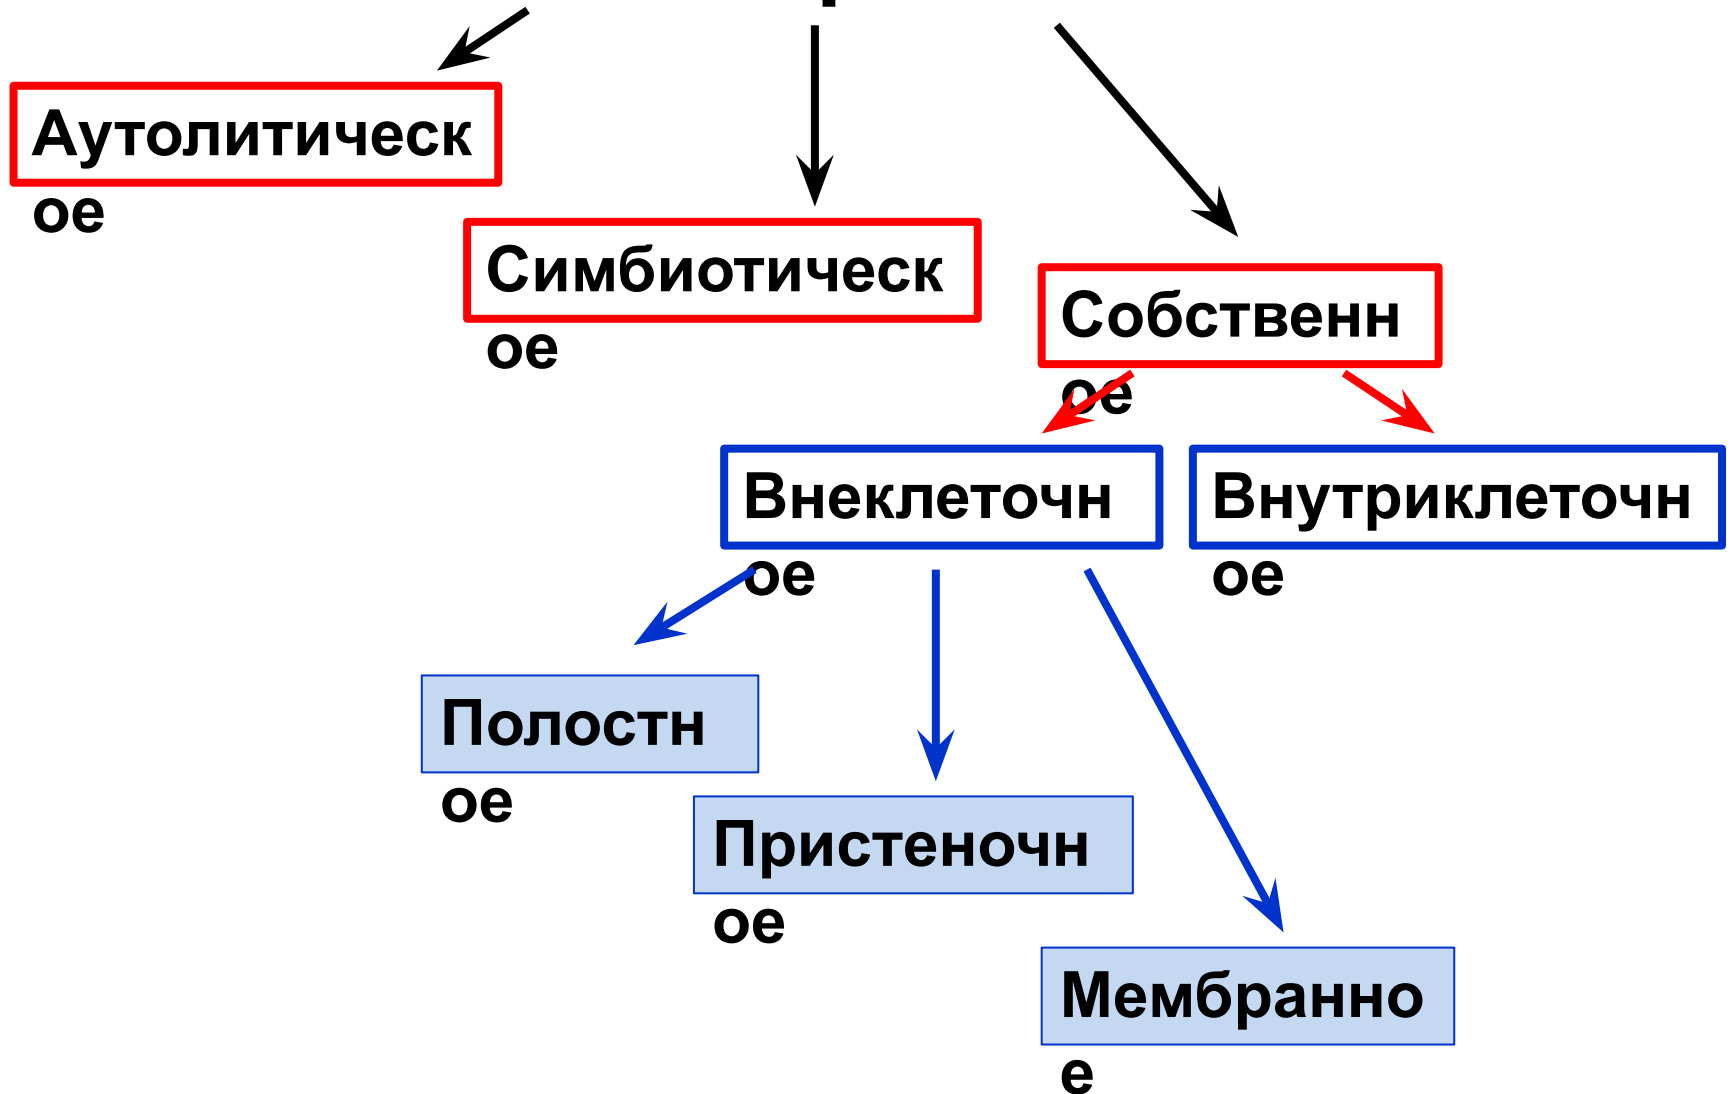 Аутолитическ
ое
Симбиотическ
ое
Собственн
ое
Внеклеточн
ое
Внутриклеточн
ое
Полостн
ое
Пристеночн
ое
Мембранно
е